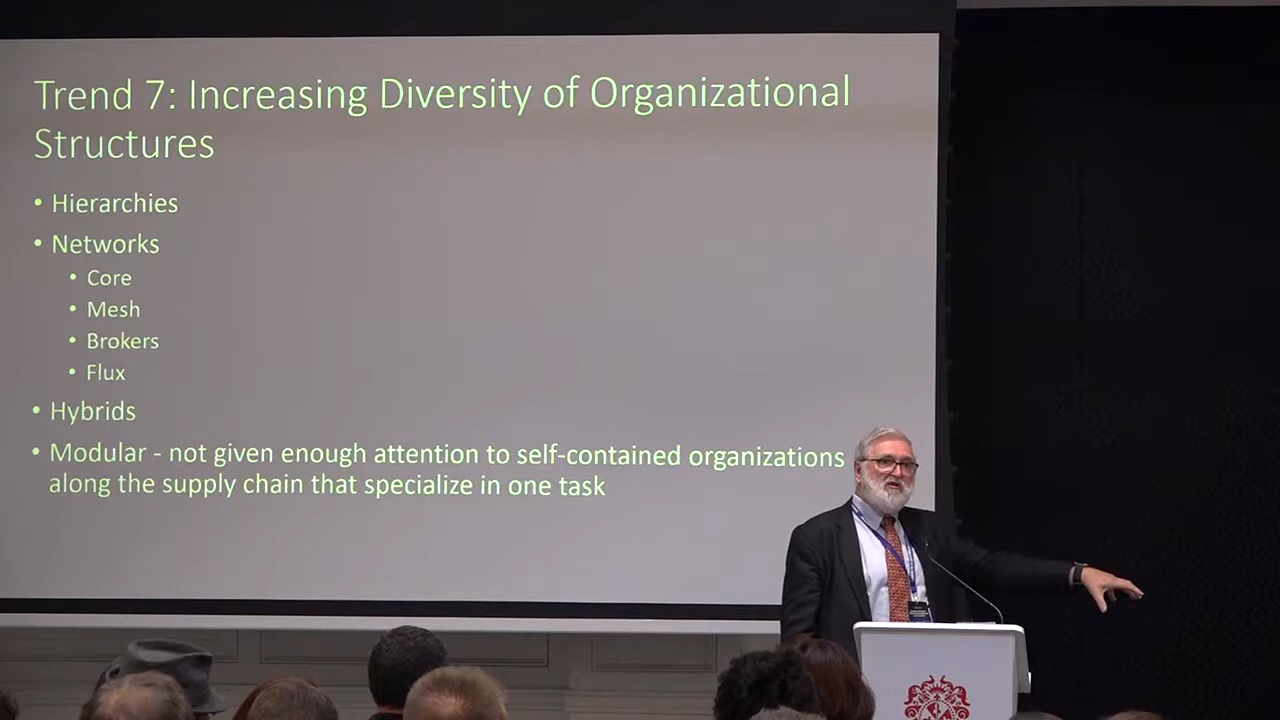 Trend 7: Increasing Diversity of Organizational
Structures
• Hierarchies
• Networks
• Core
• Mesh
• Brokers
• Flux
• Hybrids
• Modular - not given enough attention to self-contained organizations
along the supply chain that specialize in one task